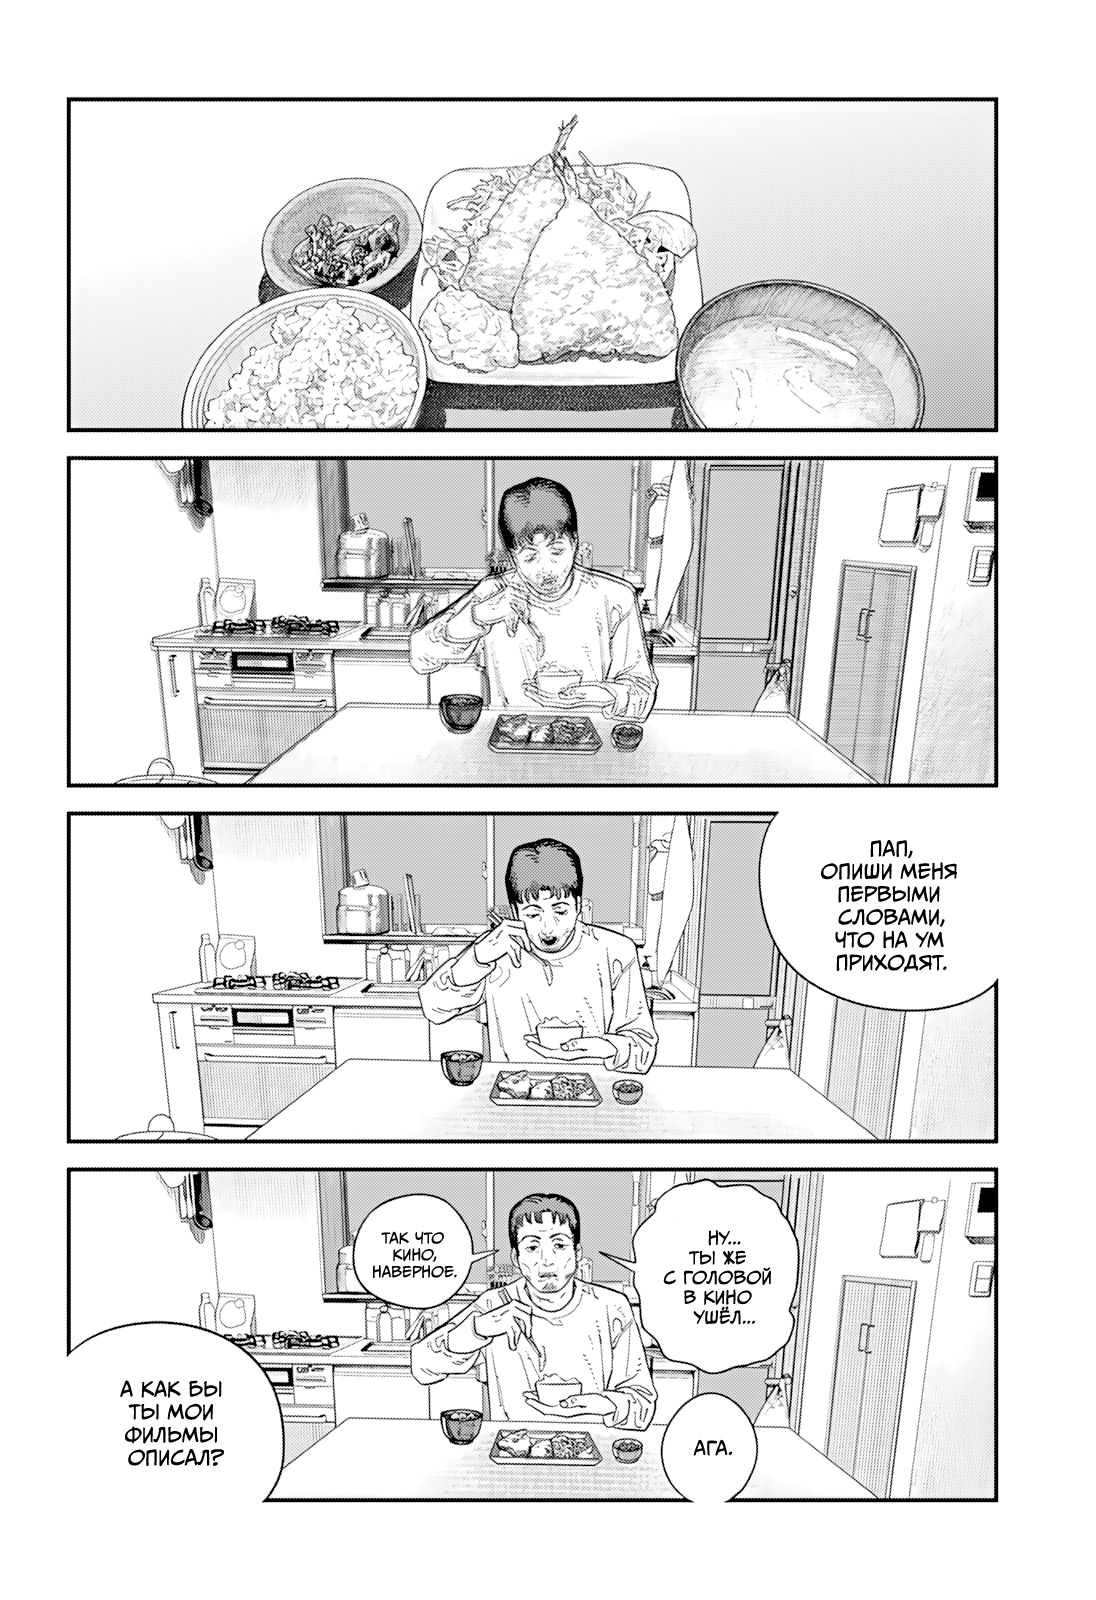 ПАП,
ОПИШИ МЕНЯ
ПЕРВЫМИ
СЛОВАМИ,
ЧТО НА УМ
ПРИХОДЯТ.
НУ...
ТЫ ЖЕ
С ГОЛОВОЙ
В КИНО
УШЁЛ...
ТАК ЧТО
КИНО,
НАВЕРНОЕ.
АГА.
А КАК БЫ
ТЫ МОИ
ФИЛЬМЫ
ОПИСАЛ?